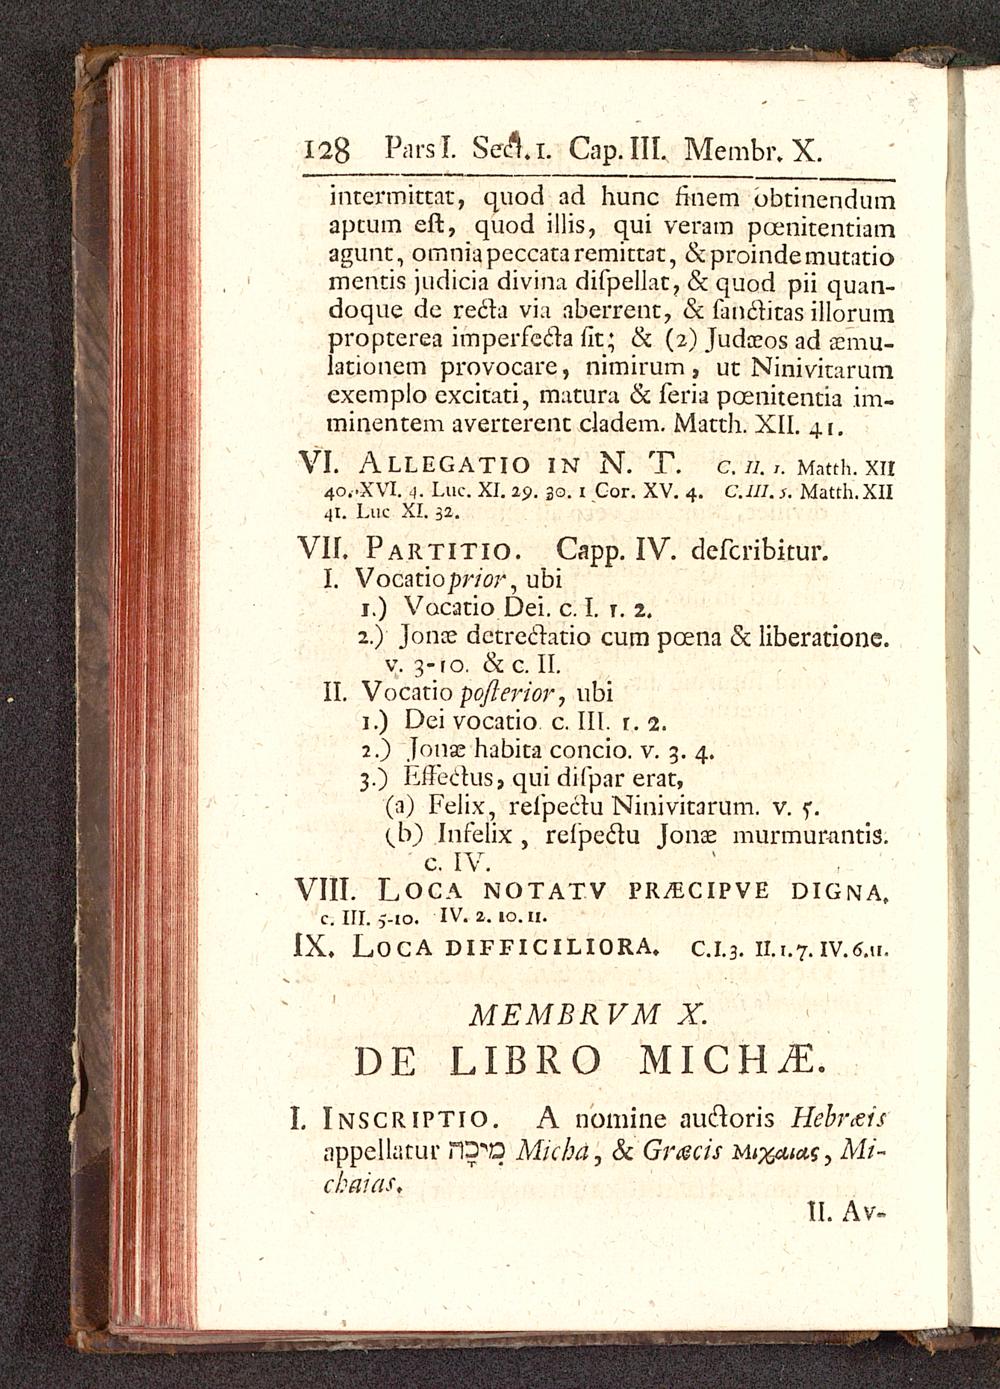 128 Pars I. Sect. 1. Cap. III. Membr. X.
intermittat, quod ad hunc finem obtinendum
aptum eſt, quod illis, qui veram pœnitentiam
agunt, omnia peccata remittat, & proinde mutatio
mentis judicia divina diſpellat, & quod pii quan-
doque de recta via aberrent, & ſanctitas illorum
propterea imperfecta ſit; & (2) Judæos ad æmu-
lationem provocare, nimirum, ut Ninivitarum
exemplo excitati, matura & ſeria pœnitentia im-
minentem averterent cladem. Matth. XII. 41.
VI. ALLEGATIO IN N. T. C. II. 1. Matth. XII
40. XVI. 4. Luc. XI. 29. 30. 1 Cor. XV. 4. C. III. 5. Matth. XII
41. Luc XI. 32.
VII. PARTITIO. Capp. IV. deſcribitur.
I. Vocatio prior, ubi
1.) Vocatio Dei. c. I. 1. 2.
2.) Jonæ detrectatio cum pœna & liberatione.
v. 3-10. & c. II.
II. Vocatio poſterior, ubi
1.) Dei vocatio c. III. 1. 2.
2.) Jonæ habita concio. v. 3. 4.
3.) Effectus, qui diſpar erat,
(a) Felix, reſpectu Ninivitarum. v. 5.
(b) Infelix, reſpectu Jonæ murmurantis.
c. IV.
VIII. LOCA NOTATV PRÆCIPVE DIGNA.
c. III. 5-10. IV. 2. 10. 11.
IX. LOCA DIFFICILIORA. C. I. 3. II. 1. 7. IV. 6. 11.
MEMBRVM X.
DE LIBRO MICHÆ.
I. INSCRIPTIO. A nomine auctoris Hebræis
appellatur מִיכָה Micha, & Græcis Μιχαιας, Mi-
chaias.
II. AV-